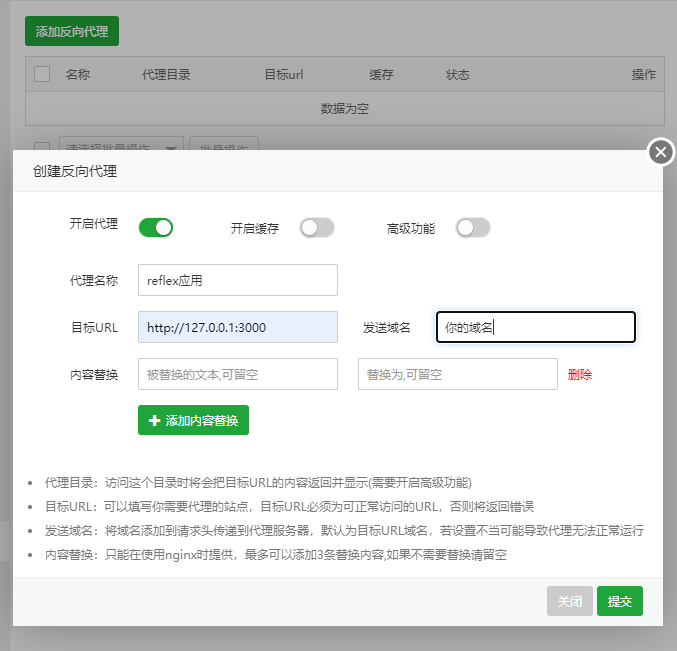 添加反向代理
名称 代理目录 目标url 缓存 状态 操作
数据为空
请选择批量操作 批量操作
创建反向代理
开启代理 开启缓存 高级功能
代理名称 reflex应用
目标URL http://127.0.0.1:3000 发送域名 你的域名
内容替换 被替换的文本,可留空 替换为,可留空 删除
添加内容替换
代理目录：访问这个目录时将会把目标URL的内容返回并显示(需要开启高级功能)
目标URL：可以填写你需要代理的站点，目标URL必须为可正常访问的URL，否则将返回错误
发送域名：将域名添加到请求头传递到代理服务器，默认为目标URL域名，若设置不当可能导致代理无法正常运行
内容替换：只能在使用nginx时提供，最多可以添加3条替换内容,如果不需要替换请留空
关闭 提交